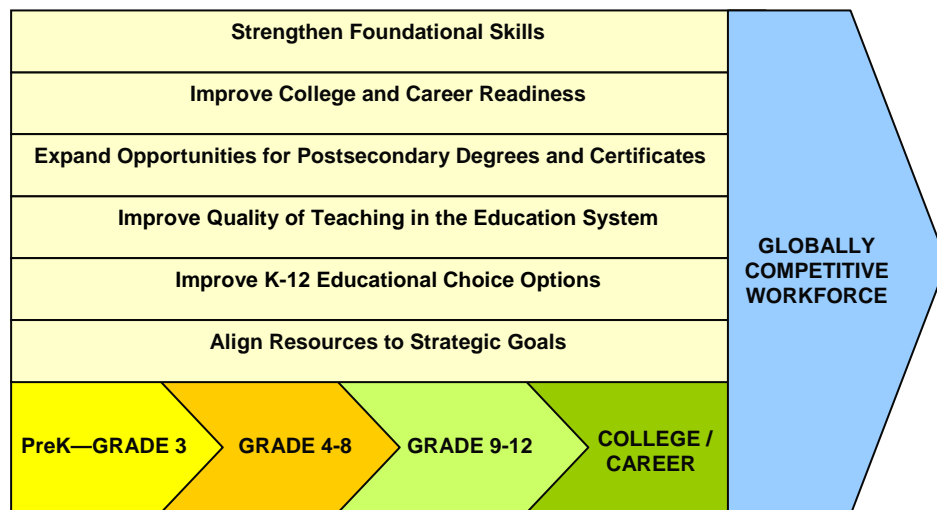 Strengthen Foundational Skills
Improve College and Career Readiness
Expand Opportunities for Postsecondary Degrees and Certificates
Improve Quality of Teaching in the Education System
Improve K-12 Educational Choice Options
Align Resources to Strategic Goals
PreK—GRADE 3
GRADE 4-8
GRADE 9-12
COLLEGE /
CAREER
GLOBALLY
COMPETITIVE
WORKFORCE